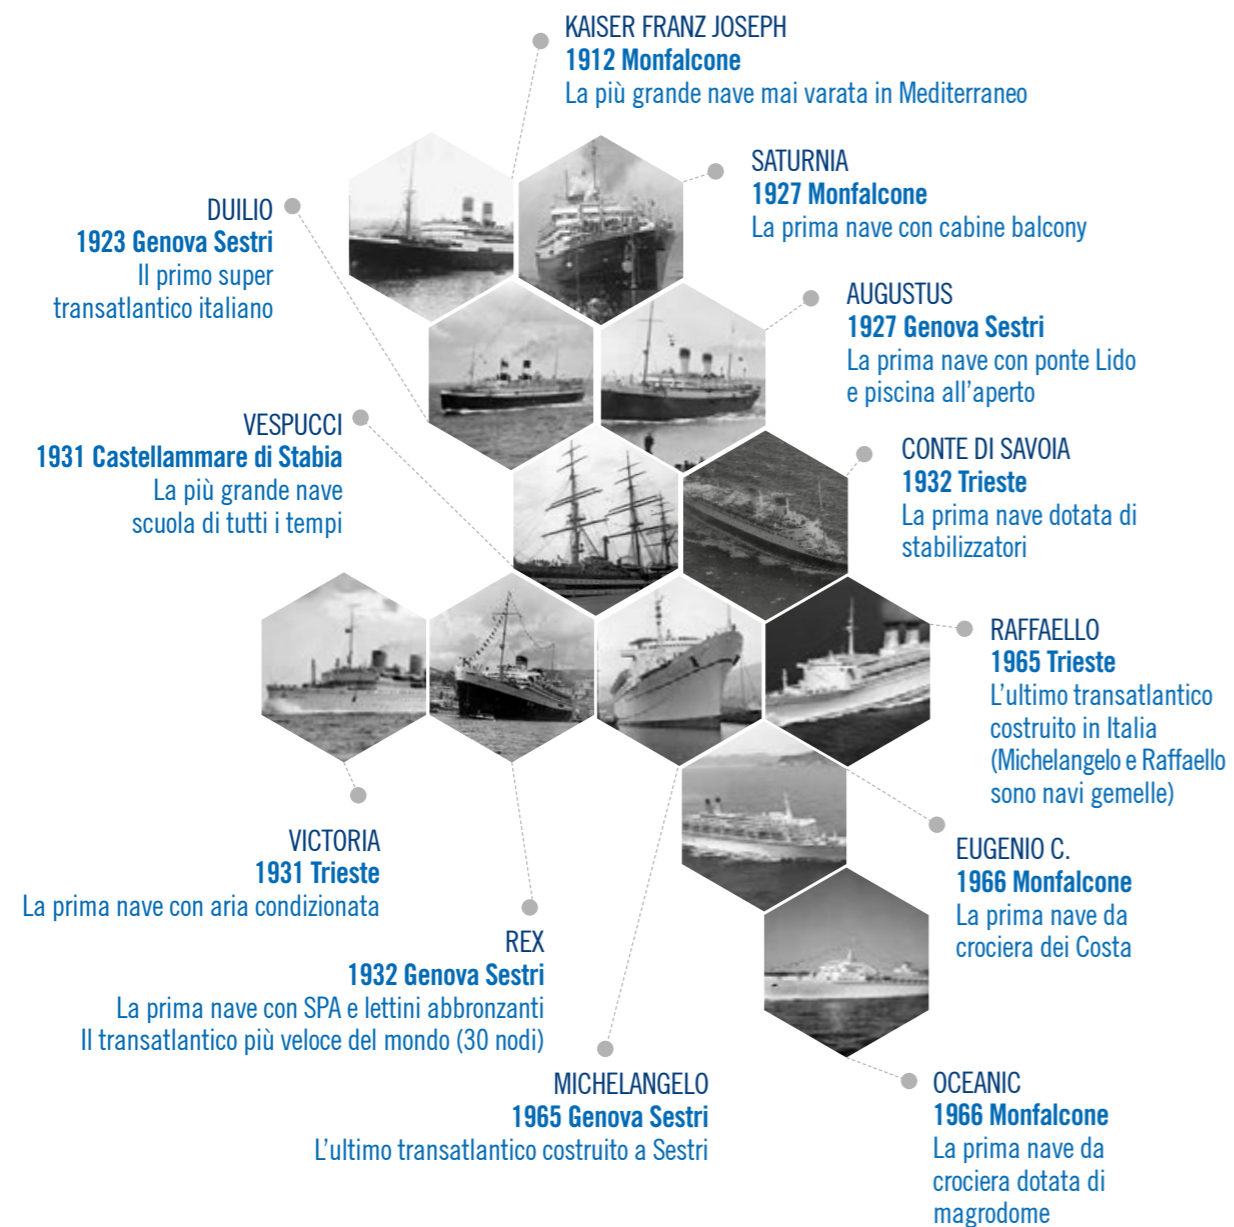 KAISER FRANZ JOSEPH
1912 Monfalcone
La più grande nave mai varata in Mediterraneo
SATURNIA
1927 Monfalcone
La prima nave con cabine balcony
DUILIO
1923 Genova Sestri
Il primo super
transatlantico italiano
AUGUSTUS
1927 Genova Sestri
La prima nave con ponte Lido
e piscina all'aperto
VESPUCCI
1931 Castellammare di Stabia
La più grande nave
scuola di tutti i tempi
CONTE DI SAVOIA
1932 Trieste
La prima nave dotata di
stabilizzatori
RAFFAELLO
1965 Trieste
L'ultimo transatlantico
costruito in Italia
(Michelangelo e Raffaello
sono navi gemelle)
VICTORIA
1931 Trieste
La prima nave con aria condizionata
EUGENIO C.
1966 Monfalcone
La prima nave da
crociera dei Costa
REX
1932 Genova Sestri
La prima nave con SPA e lettini abbronzanti
Il transatlantico più veloce del mondo (30 nodi)
MICHELANGELO
1965 Genova Sestri
L'ultimo transatlantico costruito a Sestri
OCEANIC
1966 Monfalcone
La prima nave da
crociera dotata di
magrodome